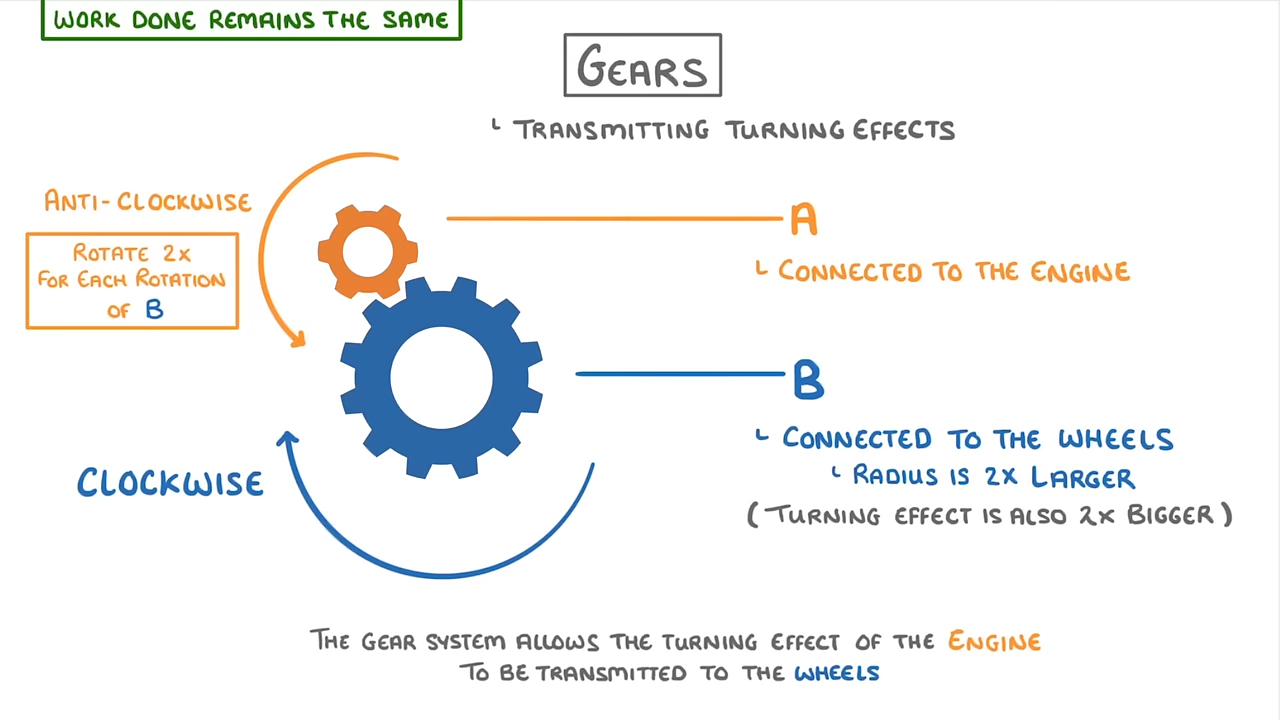 WORK DONE REMAINS THE SAME
GEARS
TRANSMITTING TURNING EFFECTS
ANTI-CLOCKWISE
ROTATE 2X
FOR EACH ROTATION
OF B
A
CONNECTED TO THE ENGINE
B
CONNECTED TO THE WHEELS
RADIUS IS 2X LARGER
(TURNING EFFECT IS ALSO 2X BIGGER)
CLOCKWISE
THE GEAR SYSTEM ALLOWS THE TURNING EFFECT OF THE ENGINE
TO BE TRANSMITTED TO THE WHEELS